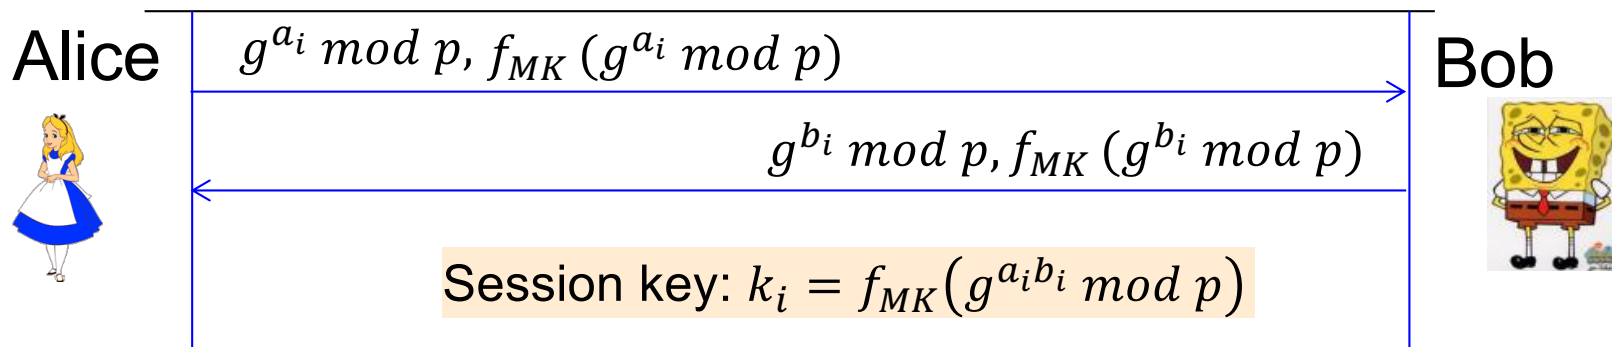 Alice
g^{a_i} mod p, f_{MK} (g^{a_i} mod p)
Bob
g^{b_i} mod p, f_{MK} (g^{b_i} mod p)
Session key: k_i = f_{MK}(g^{a_i b_i} mod p)